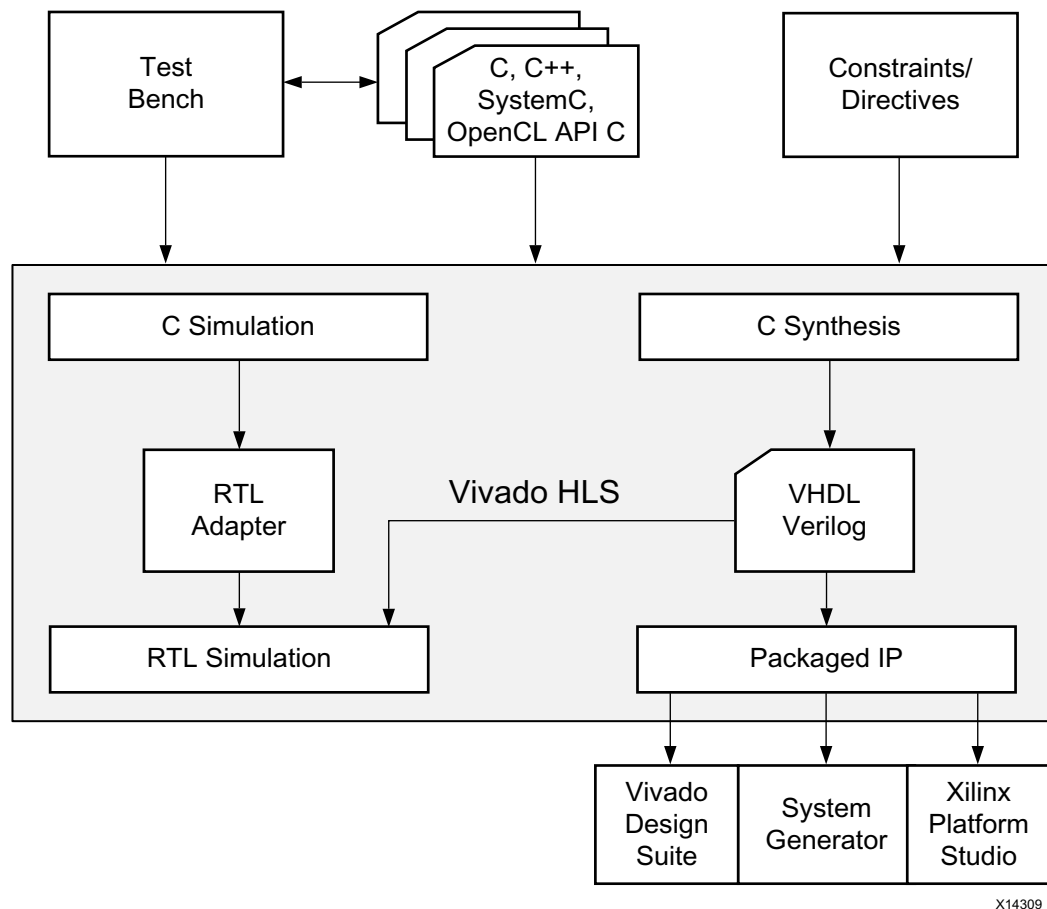 Test
Bench
C, C++,
SystemC,
OpenCL API C
Constraints/
Directives
C Simulation
C Synthesis
RTL
Adapter
Vivado HLS
VHDL
Verilog
RTL Simulation
Packaged IP
Vivado
Design
Suite
System
Generator
Xilinx
Platform
Studio
X14309